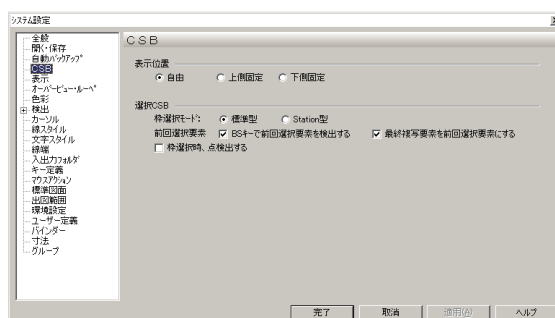 システム設定
全般
開く・保存
自動バックアップ
CSB
表示
オーバービュー・ルーペ
色彩
検出
カーソル
線スタイル
文字スタイル
線端
入出力フォルダ
キー定義
マウスアクション
標準図面
出図範囲
環境設定
ユーザー定義
バインダー
寸法
グループ
CSB
表示位置
自由 上側固定 下側固定
選択CSB
枠選択モード: 標準型 Station型
前回選択要素 BSキーで前回選択要素を検出する 最終複写要素を前回選択要素にする
枠選択時、点検出する
完了 取消 適用(A) ヘルプ